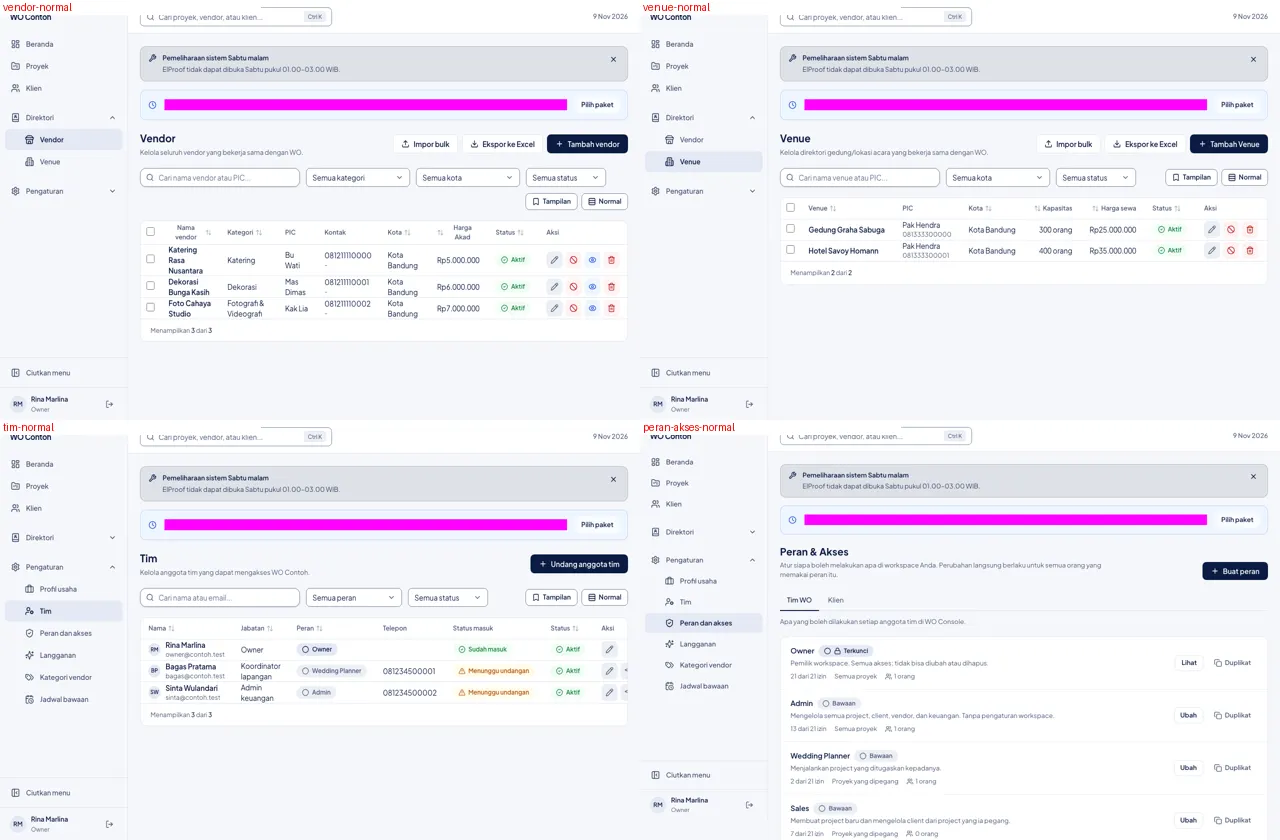 vendor-normal
WO Contoh
Cari proyek, vendor, atau klien...
Ctrl K
9 Nov 2026
Beranda
Proyek
Klien
Direktori
Vendor
Venue
Pengaturan
Ciutkan menu
RM
Rina Marlina
Owner
Pemeliharaan sistem Sabtu malam
ElProof tidak dapat dibuka Sabtu pukul 01.00–03.00 WIB.
Pilih paket
Vendor
Kelola seluruh vendor yang bekerja sama dengan WO.
Impor bulk
Ekspor ke Excel
Tambah vendor
Cari nama vendor atau PIC...
Semua kategori
Semua kota
Semua status
Tampilan
Normal
Nama vendor Kategori PIC Kontak Kota Harga Akad Status Aksi
Katering Rasa Nusantara Katering Bu Wati 081211110000 - Kota Bandung Rp5.000.000 Aktif
Dekorasi Bunga Kasih Dekorasi Mas Dimas 081211110001 - Kota Bandung Rp6.000.000 Aktif
Foto Cahaya Studio Fotografi & Videografi Kak Lia 081211110002 - Kota Bandung Rp7.000.000 Aktif
Menampilkan 3 dari 3
venue-normal
WO Contoh
Cari proyek, vendor, atau klien...
Ctrl K
9 Nov 2026
Beranda
Proyek
Klien
Direktori
Vendor
Venue
Pengaturan
Ciutkan menu
RM
Rina Marlina
Owner
Pemeliharaan sistem Sabtu malam
ElProof tidak dapat dibuka Sabtu pukul 01.00–03.00 WIB.
Pilih paket
Venue
Kelola direktori gedung/lokasi acara yang bekerja sama dengan WO.
Impor bulk
Ekspor ke Excel
Tambah Venue
Cari nama venue atau PIC...
Semua kota
Semua status
Tampilan
Normal
Venue PIC Kota Kapasitas Harga sewa Status Aksi
Gedung Graha Sabuga Pak Hendra 081333300000 Kota Bandung 300 orang Rp25.000.000 Aktif
Hotel Savoy Homann Pak Hendra 081333300001 Kota Bandung 400 orang Rp35.000.000 Aktif
Menampilkan 2 dari 2
tim-normal
WO Contoh
Cari proyek, vendor, atau klien...
Ctrl K
9 Nov 2026
Beranda
Proyek
Klien
Direktori
Pengaturan
Profil usaha
Tim
Peran dan akses
Langganan
Kategori vendor
Jadwal bawaan
Ciutkan menu
RM
Rina Marlina
Owner
Pemeliharaan sistem Sabtu malam
ElProof tidak dapat dibuka Sabtu pukul 01.00–03.00 WIB.
Pilih paket
Tim
Kelola anggota tim yang dapat mengakses WO Contoh.
Undang anggota tim
Cari nama atau email...
Semua peran
Semua status
Tampilan
Normal
Nama Jabatan Peran Telepon Status masuk Status Aksi
RM Rina Marlina owner@contoh.test Owner Owner Sudah masuk Aktif
BP Bagas Pratama bagas@contoh.test Koordinator lapangan Wedding Planner 081234500001 Menunggu undangan Aktif
SW Sinta Wulandari sinta@contoh.test Admin keuangan Admin 081234500002 Menunggu undangan Aktif
Menampilkan 3 dari 3
peran-akses-normal
WO Contoh
Cari proyek, vendor, atau klien...
Ctrl K
9 Nov 2026
Beranda
Proyek
Klien
Direktori
Pengaturan
Profil usaha
Tim
Peran dan akses
Langganan
Kategori vendor
Jadwal bawaan
Ciutkan menu
RM
Rina Marlina
Owner
Pemeliharaan sistem Sabtu malam
ElProof tidak dapat dibuka Sabtu pukul 01.00–03.00 WIB.
Pilih paket
Peran & Akses
Atur siapa boleh melakukan apa di workspace Anda. Perubahan langsung berlaku untuk semua orang yang
memakai peran itu.
Buat peran
Tim WO
Klien
Apa yang boleh dilakukan setiap anggota tim di WO Console.
Owner Terkunci
Pemilik workspace. Semua akses; tidak bisa diubah atau dihapus.
21 dari 21 izin Semua proyek 1 orang
Lihat Duplikat
Admin Bawaan
Mengelola semua project, client, vendor, dan keuangan. Tanpa pengaturan workspace.
13 dari 21 izin Semua proyek 1 orang
Ubah Duplikat
Wedding Planner Bawaan
Menjalankan project yang ditugaskan kepadanya.
2 dari 21 izin Proyek yang dipegang 1 orang
Ubah Duplikat
Sales Bawaan
Membuat project baru dan mengelola client dari project yang ia pegang.
7 dari 21 izin Proyek yang dipegang 0 orang
Ubah Duplikat